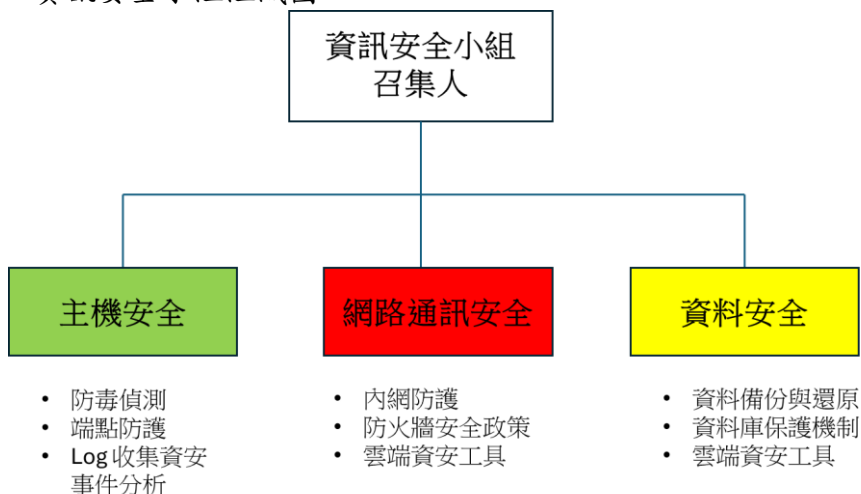 資訊安全小組
召集人
主機安全
網路通訊安全
資料安全
• 防毒偵測
• 端點防護
• Log 收集資安
事件分析
• 內網防護
• 防火牆安全政策
• 雲端資安工具
• 資料備份與還原
• 資料庫保護機制
• 雲端資安工具